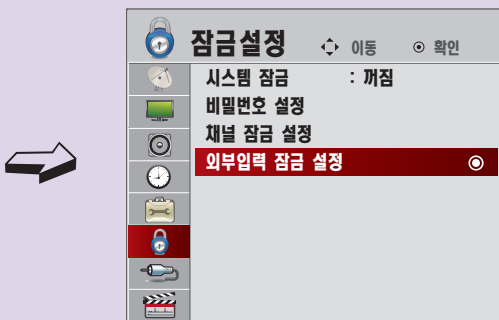 잠금설정 이동 확인
시스템 잠금 : 꺼짐
비밀번호 설정
채널 잠금 설정
외부입력 잠금 설정